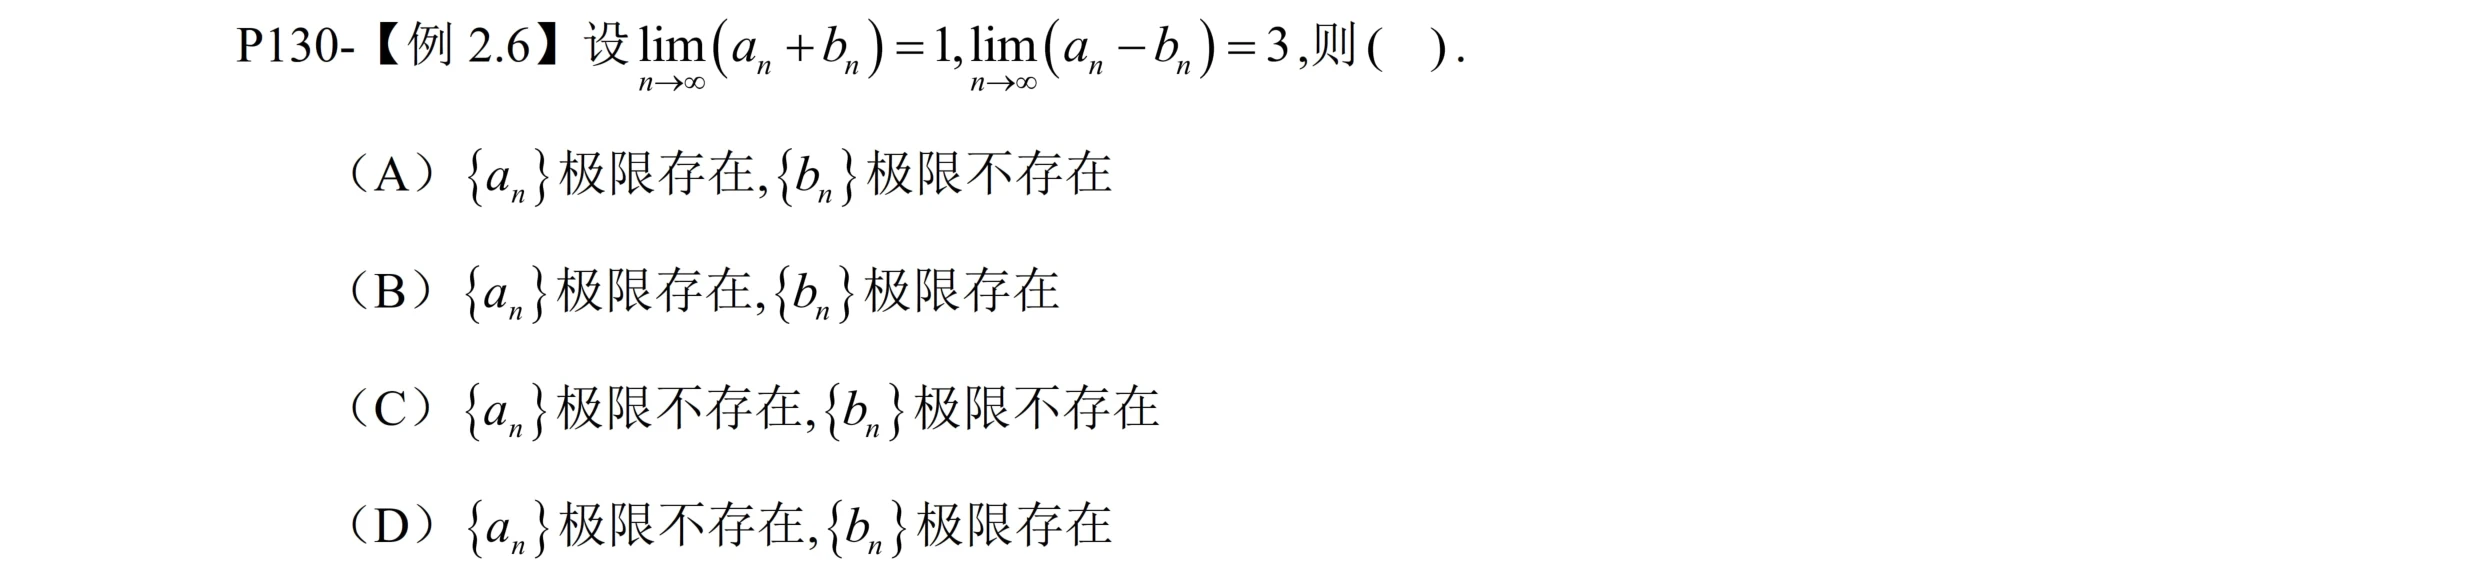 P130-【例 2.6】设 $\lim_{n\to\infty}(a_n+b_n)=1,\lim_{n\to\infty}(a_n-b_n)=3$,则( ).
（A）$\{a_n\}$极限存在,$\{b_n\}$极限不存在
（B）$\{a_n\}$极限存在,$\{b_n\}$极限存在
（C）$\{a_n\}$极限不存在,$\{b_n\}$极限不存在
（D）$\{a_n\}$极限不存在,$\{b_n\}$极限存在